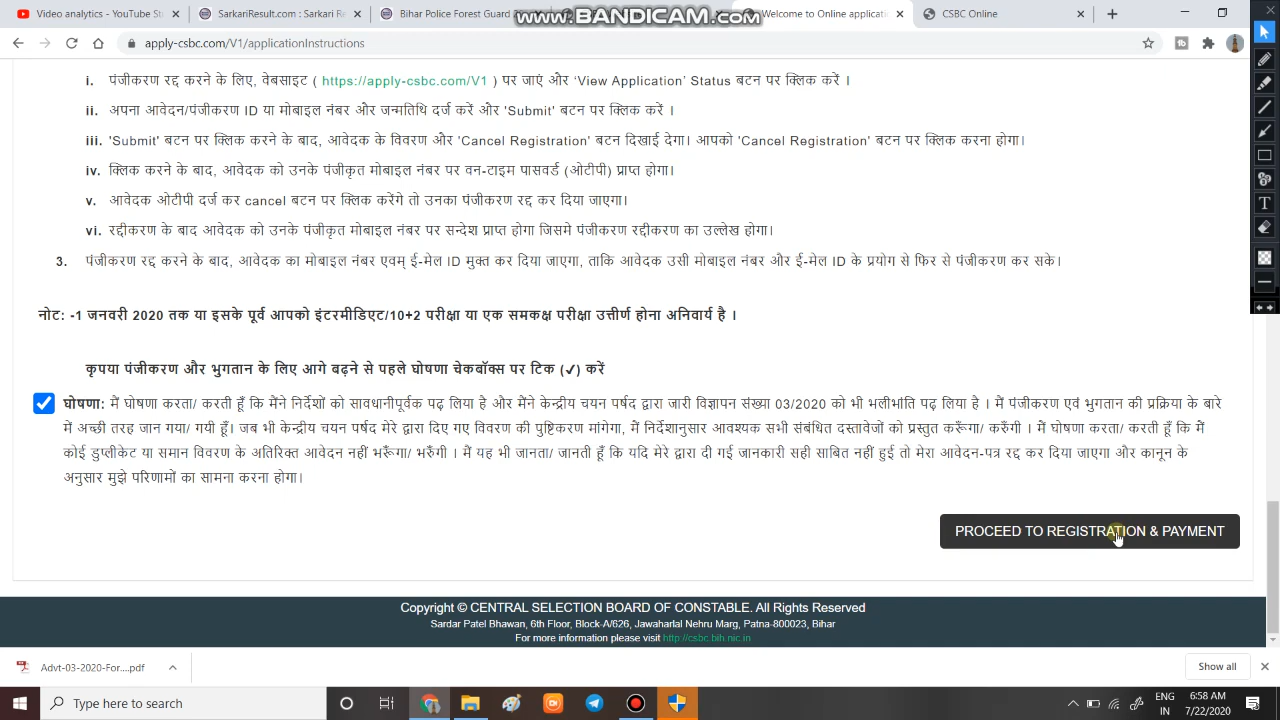 video analytics - YouTube St
SarkariResult.com : Sarkari Re
Bihar Police Forest Guard
Welcome to Online applicatio
CSBC Online
www.BANDICAM.com
apply-csbc.com/V1/applicationInstructions
i. पंजीकरण रद्द करने के लिए, वेबसाइट ( https://apply-csbc.com/V1 ) पर जाएं और 'View Application' Status बटन पर क्लिक करें ।
ii. अपना आवेदन/पंजीकरण ID या मोबाइल नंबर और जन्मतिथि दर्ज करें और 'Submit' बटन पर क्लिक करें ।
iii. 'Submit' बटन पर क्लिक करने के बाद, आवेदक के विवरण और 'Cancel Registration' बटन दिखाई देगा। आपको 'Cancel Registration' बटन पर क्लिक करना होगा।
iv. क्लिक करने के बाद, आवेदक को उनके पंजीकृत मोबाइल नंबर पर वन-टाइम पासवर्ड (ओटीपी) प्राप्त होगा।
v. आवेदक ओटीपी दर्ज कर cancel बटन पर क्लिक करेंगे तो उनका पंजीकरण रद्द कर दिया जाएगा।
vi. रद्दीकरण के बाद आवेदक को उनके पंजीकृत मोबाइल नंबर पर सन्देश प्राप्त होगा जिसमे पंजीकरण रद्दीकरण का उल्लेख होगा।
3. पंजीकरण रद्द करने के बाद, आवेदक का मोबाइल नंबर एवम् ई-मेल ID मुक्त कर दिया जाएगा, ताकि आवेदक उसी मोबाइल नंबर और ई-मेल ID के प्रयोग से फिर से पंजीकरण कर सके।
नोट: -1 जनवरी 2020 तक या इसके पूर्व आपको इंटरमीडिएट/10+2 परीक्षा या एक समकक्ष परीक्षा उत्तीर्ण होना अनिवार्य है ।
कृपया पंजीकरण और भुगतान के लिए आगे बढ़ने से पहले घोषणा चेकबॉक्स पर टिक (✓) करें
घोषणा: मैं घोषणा करता/ करती हूँ कि मैंने निर्देशों को सावधानीपूर्वक पढ़ लिया है और मैंने केन्द्रीय चयन पर्षद द्वारा जारी विज्ञापन संख्या 03/2020 को भी भलीभांति पढ़ लिया है । मैं पंजीकरण एवं भुगतान की प्रक्रिया के बारे
में अच्छी तरह जान गया/ गयी हूँ। जब भी केन्द्रीय चयन पर्षद मेरे द्वारा दिए गए विवरण की पुष्टिकरण मांगेगा, मैं निर्देशानुसार आवश्यक सभी संबंधित दस्तावेजों को प्रस्तुत करूँगा/ करुँगी । मैं घोषणा करता/ करती हूँ कि मैं
कोई डुप्लीकेट या समान विवरण के अतिरिक्त आवेदन नहीं भरूँगा/ भरुँगी । मैं यह भी जानता/ जानती हूँ कि यदि मेरे द्वारा दी गई जानकारी सही साबित नहीं हुई तो मेरा आवेदन-पत्र रद्द कर दिया जाएगा और कानून के
अनुसार मुझे परिणामों का सामना करना होगा।
PROCEED TO REGISTRATION & PAYMENT
Copyright © CENTRAL SELECTION BOARD OF CONSTABLE. All Rights Reserved
Sardar Patel Bhawan, 6th Floor, Block-A/626, Jawaharlal Nehru Marg, Patna-800023, Bihar
For more information please visit http://csbc.bih.nic.in
Advt-03-2020-For....pdf
Show all
Type here to search
ENG
IN
6:58 AM
7/22/2020